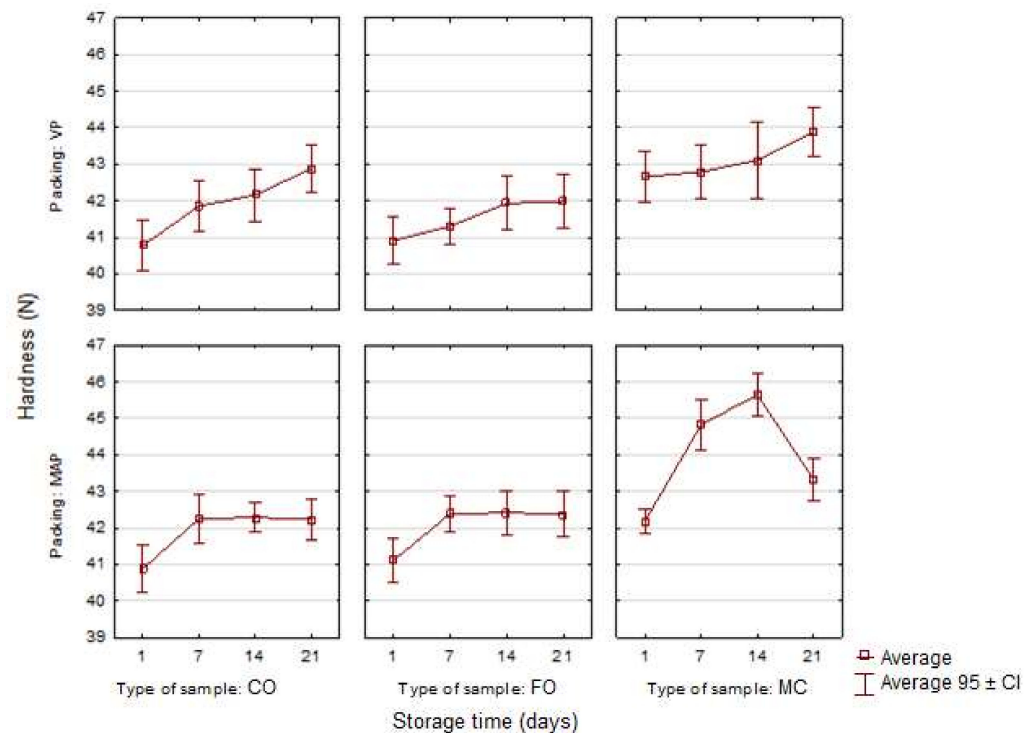 47
46
45
44
43
42
41
40
39
Packing: VP
47
46
45
44
43
42
41
40
39
Packing: MAP
Hardness (N)
1 7 14 21
1 7 14 21
1 7 14 21
Type of sample: CO
Type of sample: FO
Type of sample: MC
Storage time (days)
Average
Average 95 ± CI